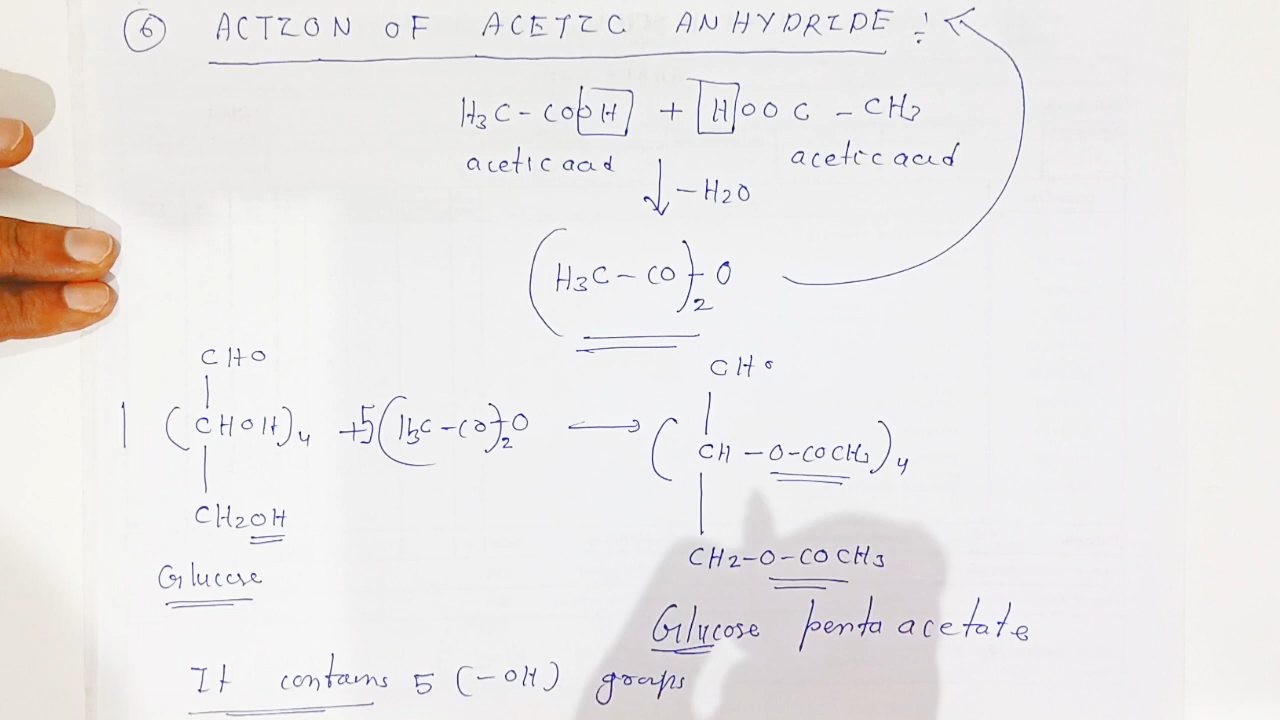 6 ACTION OF ACETIC ANHYDRIDE :
H3C - COOH + HOOC - CH3
acetic acid acetic acid
- H2O
(H3C - CO)2 - O
CHO CHO
(CHOH)4 + 5(H3C - CO)2O → (CH - O - COCH3)4
CH2OH CH2 - O - COCH3
Glucose
Glucose penta acetate
It contains 5 (-OH) groups